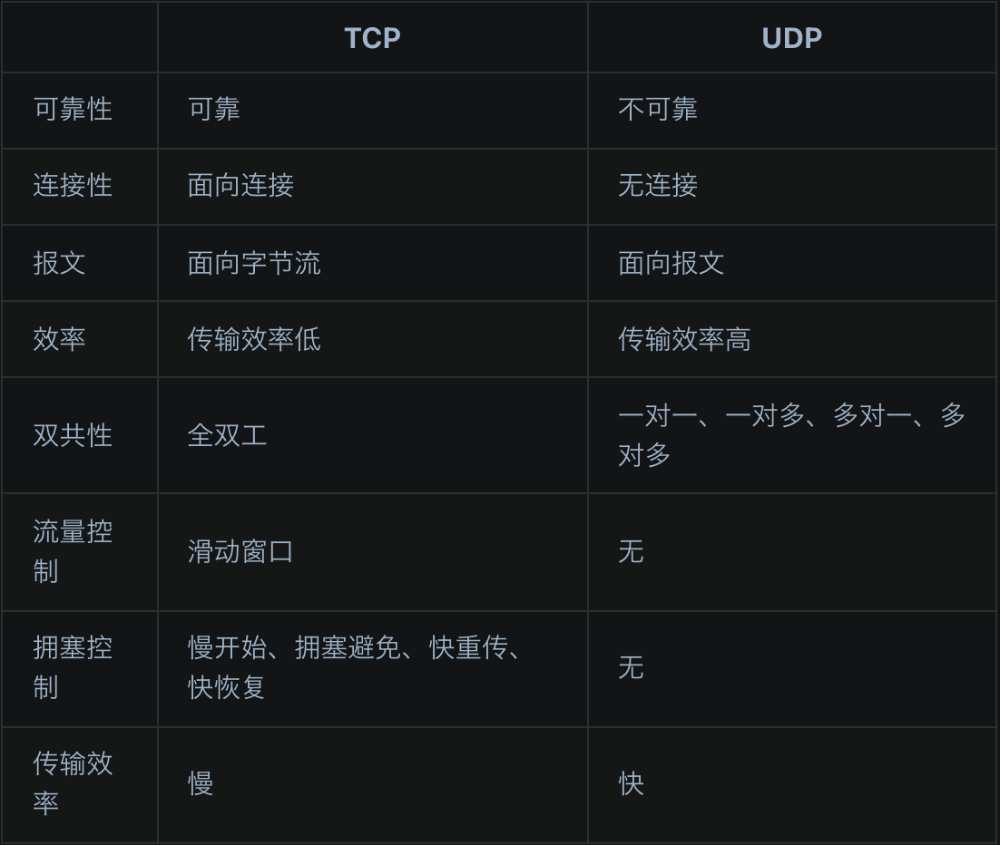 TCP UDP
可靠性 可靠 不可靠
连接性 面向连接 无连接
报文 面向字节流 面向报文
效率 传输效率低 传输效率高
双共性 全双工 一对一、一对多、多对一、多
对多
流量控
制 滑动窗口 无
拥塞控
制 慢开始、拥塞避免、快重传、
快恢复 无
传输效
率 慢 快